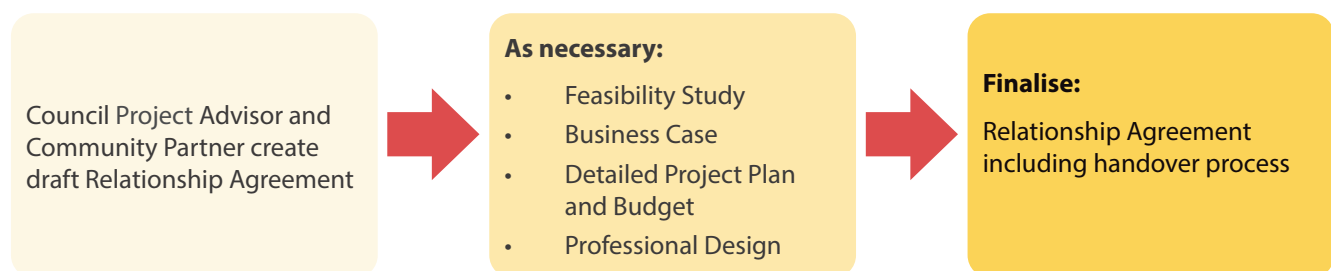 Council Project Advisor and
Community Partner create
draft Relationship Agreement
As necessary:
• Feasibility Study
• Business Case
• Detailed Project Plan
and Budget
• Professional Design
Finalise:
Relationship Agreement
including handover process